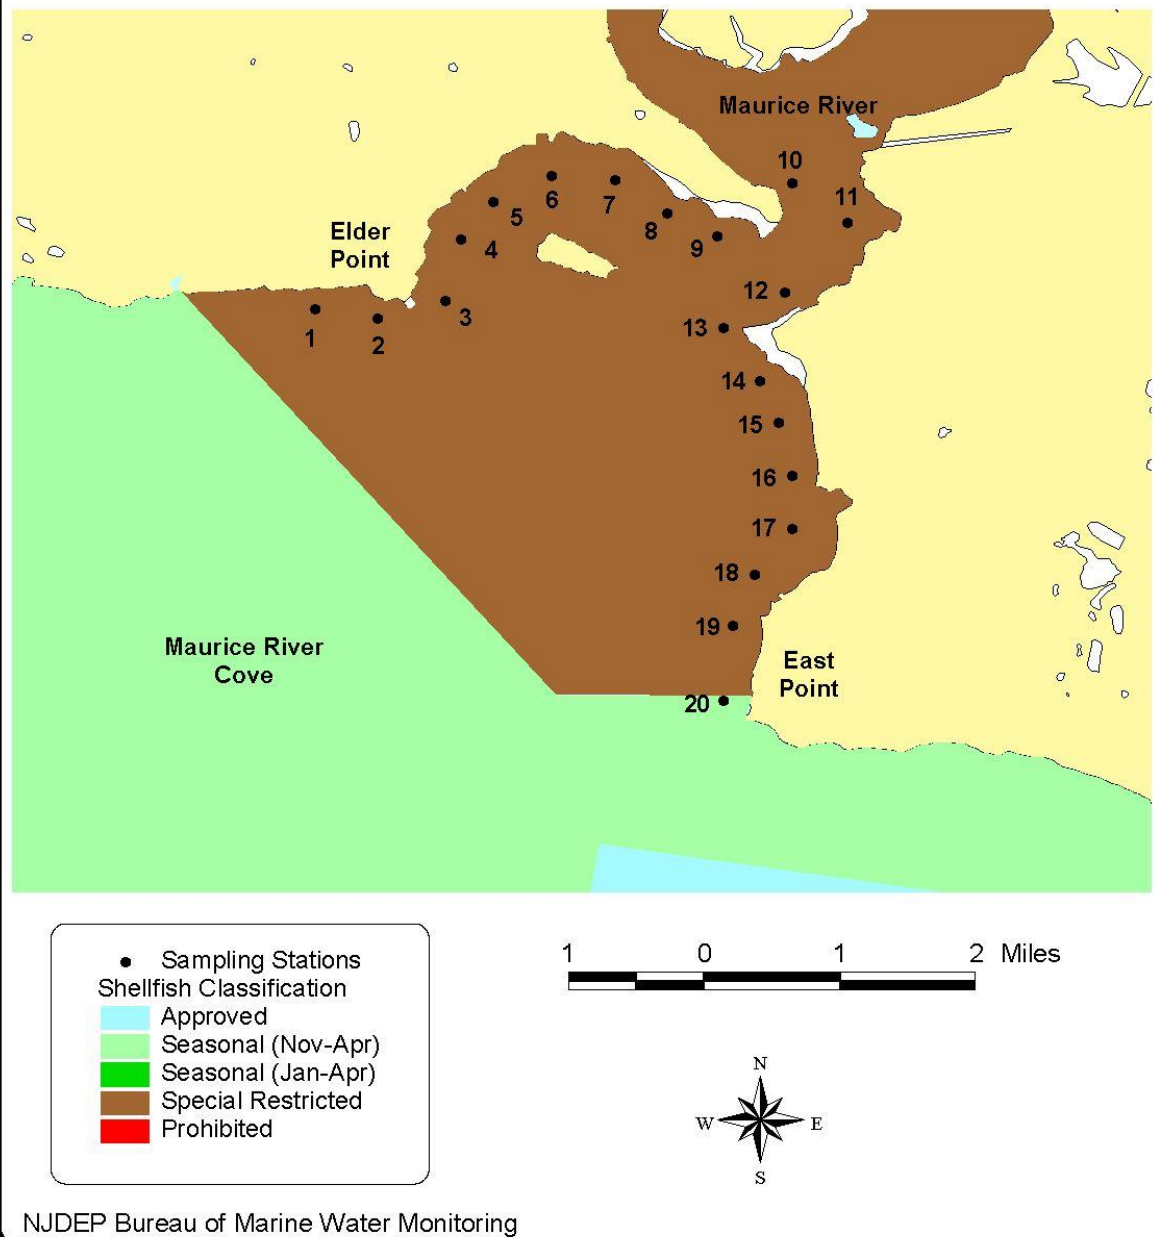 Maurice River
10
11
6
7
5
8
Elder
Point
4
9
12
3
13
1
2
14
15
16
17
18
19
Maurice River
Cove
East
Point
20
1 0 1 2 Miles
Sampling Stations
Shellfish Classification
Approved
Seasonal (Nov-Apr)
Seasonal (Jan-Apr)
Special Restricted
Prohibited
N
W E
S
NJDEP Bureau of Marine Water Monitoring